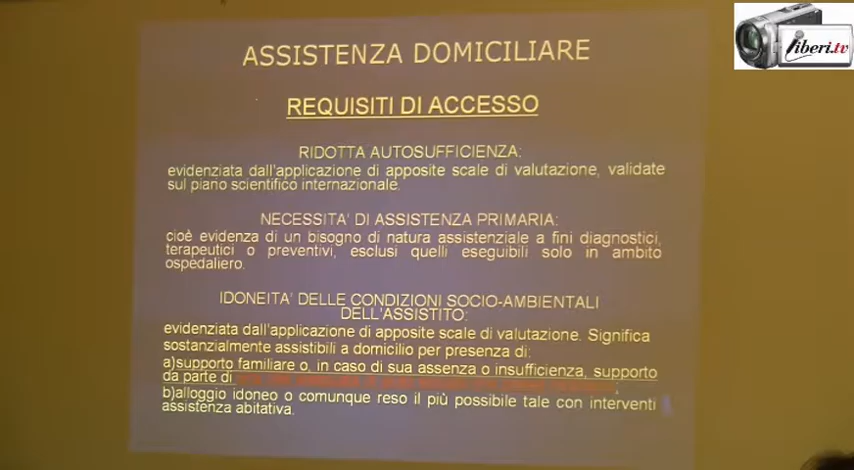 liberi.tv
ASSISTENZA DOMICILIARE
REQUISITI DI ACCESSO
RIDOTTA AUTOSUFFICIENZA:
evidenziata dall'applicazione di apposite scale di valutazione, validate
sul piano scientifico internazionale.
NECESSITA' DI ASSISTENZA PRIMARIA:
cioè evidenza di un bisogno di natura assistenziale a fini diagnostici,
terapeutici o preventivi, esclusi quelli eseguibili solo in ambito
ospedaliero.
IDONEITA' DELLE CONDIZIONI SOCIO-AMBIENTALI
DELL'ASSISTITO:
evidenziata dall'applicazione di apposite scale di valutazione. Significa
sostanzialmente assistibili a domicilio per presenza di:
a)supporto familiare o, in caso di sua assenza o insufficienza, supporto
da parte di
b)alloggio idoneo o comunque reso il più possibile tale con interventi
assistenza abitativa.